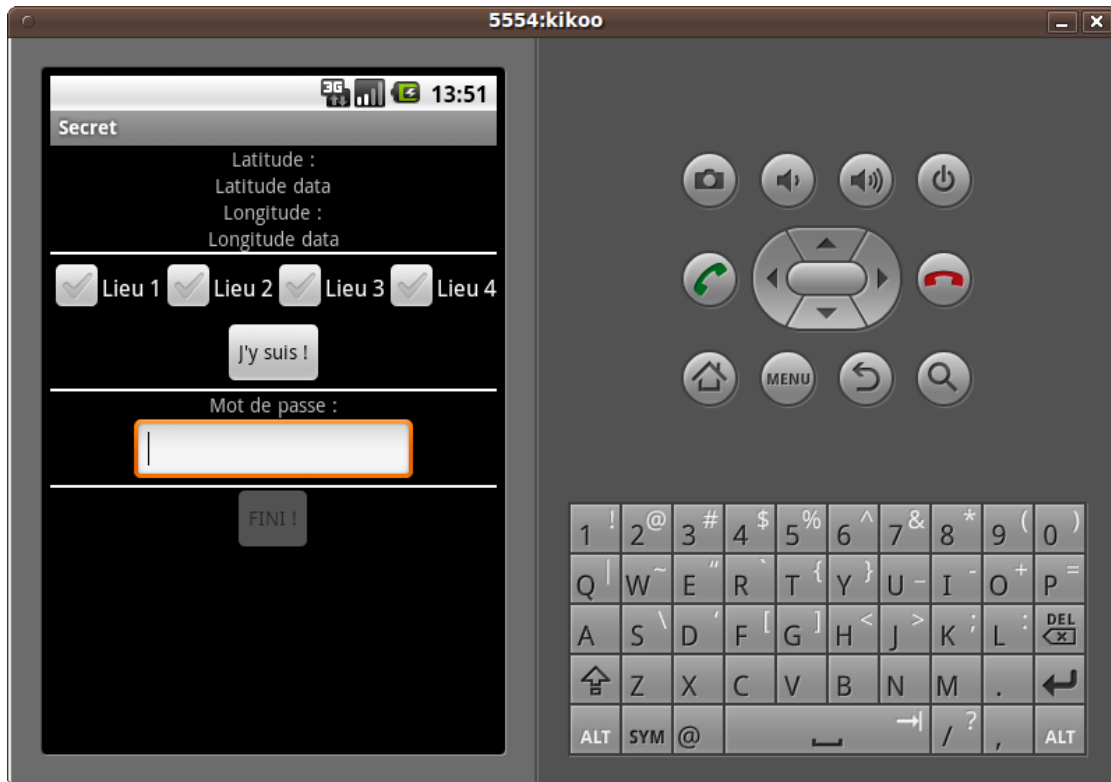 5554:kikoo
3G 13:51
Secret
Latitude :
Latitude data
Longitude :
Longitude data
Lieu 1 Lieu 2 Lieu 3 Lieu 4
J'y suis !
Mot de passe :
FINI !
MENU
1 ! 2 @ 3 # 4 $ 5 % 6 ^ 7 & 8 * 9 ( 0 )
Q | W ~ E " R ` T { Y } U _ I - O + P =
A S \ D ' F [ G ] H < J > K ; L : DEL
Z X C V B N M .
ALT SYM @ / ? , ALT